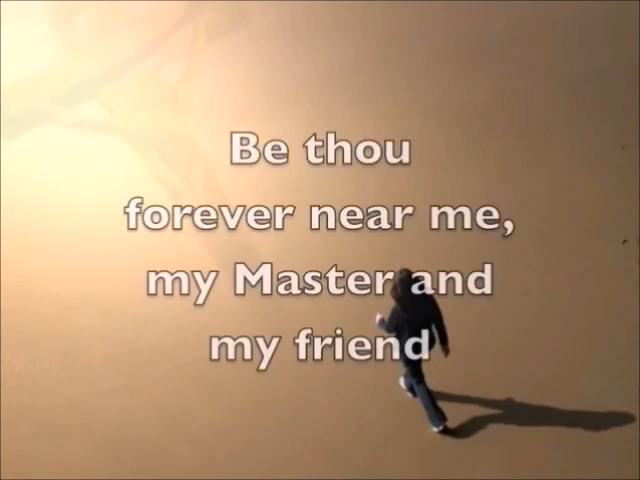 Be thou
forever near me,
my Master and
my friend